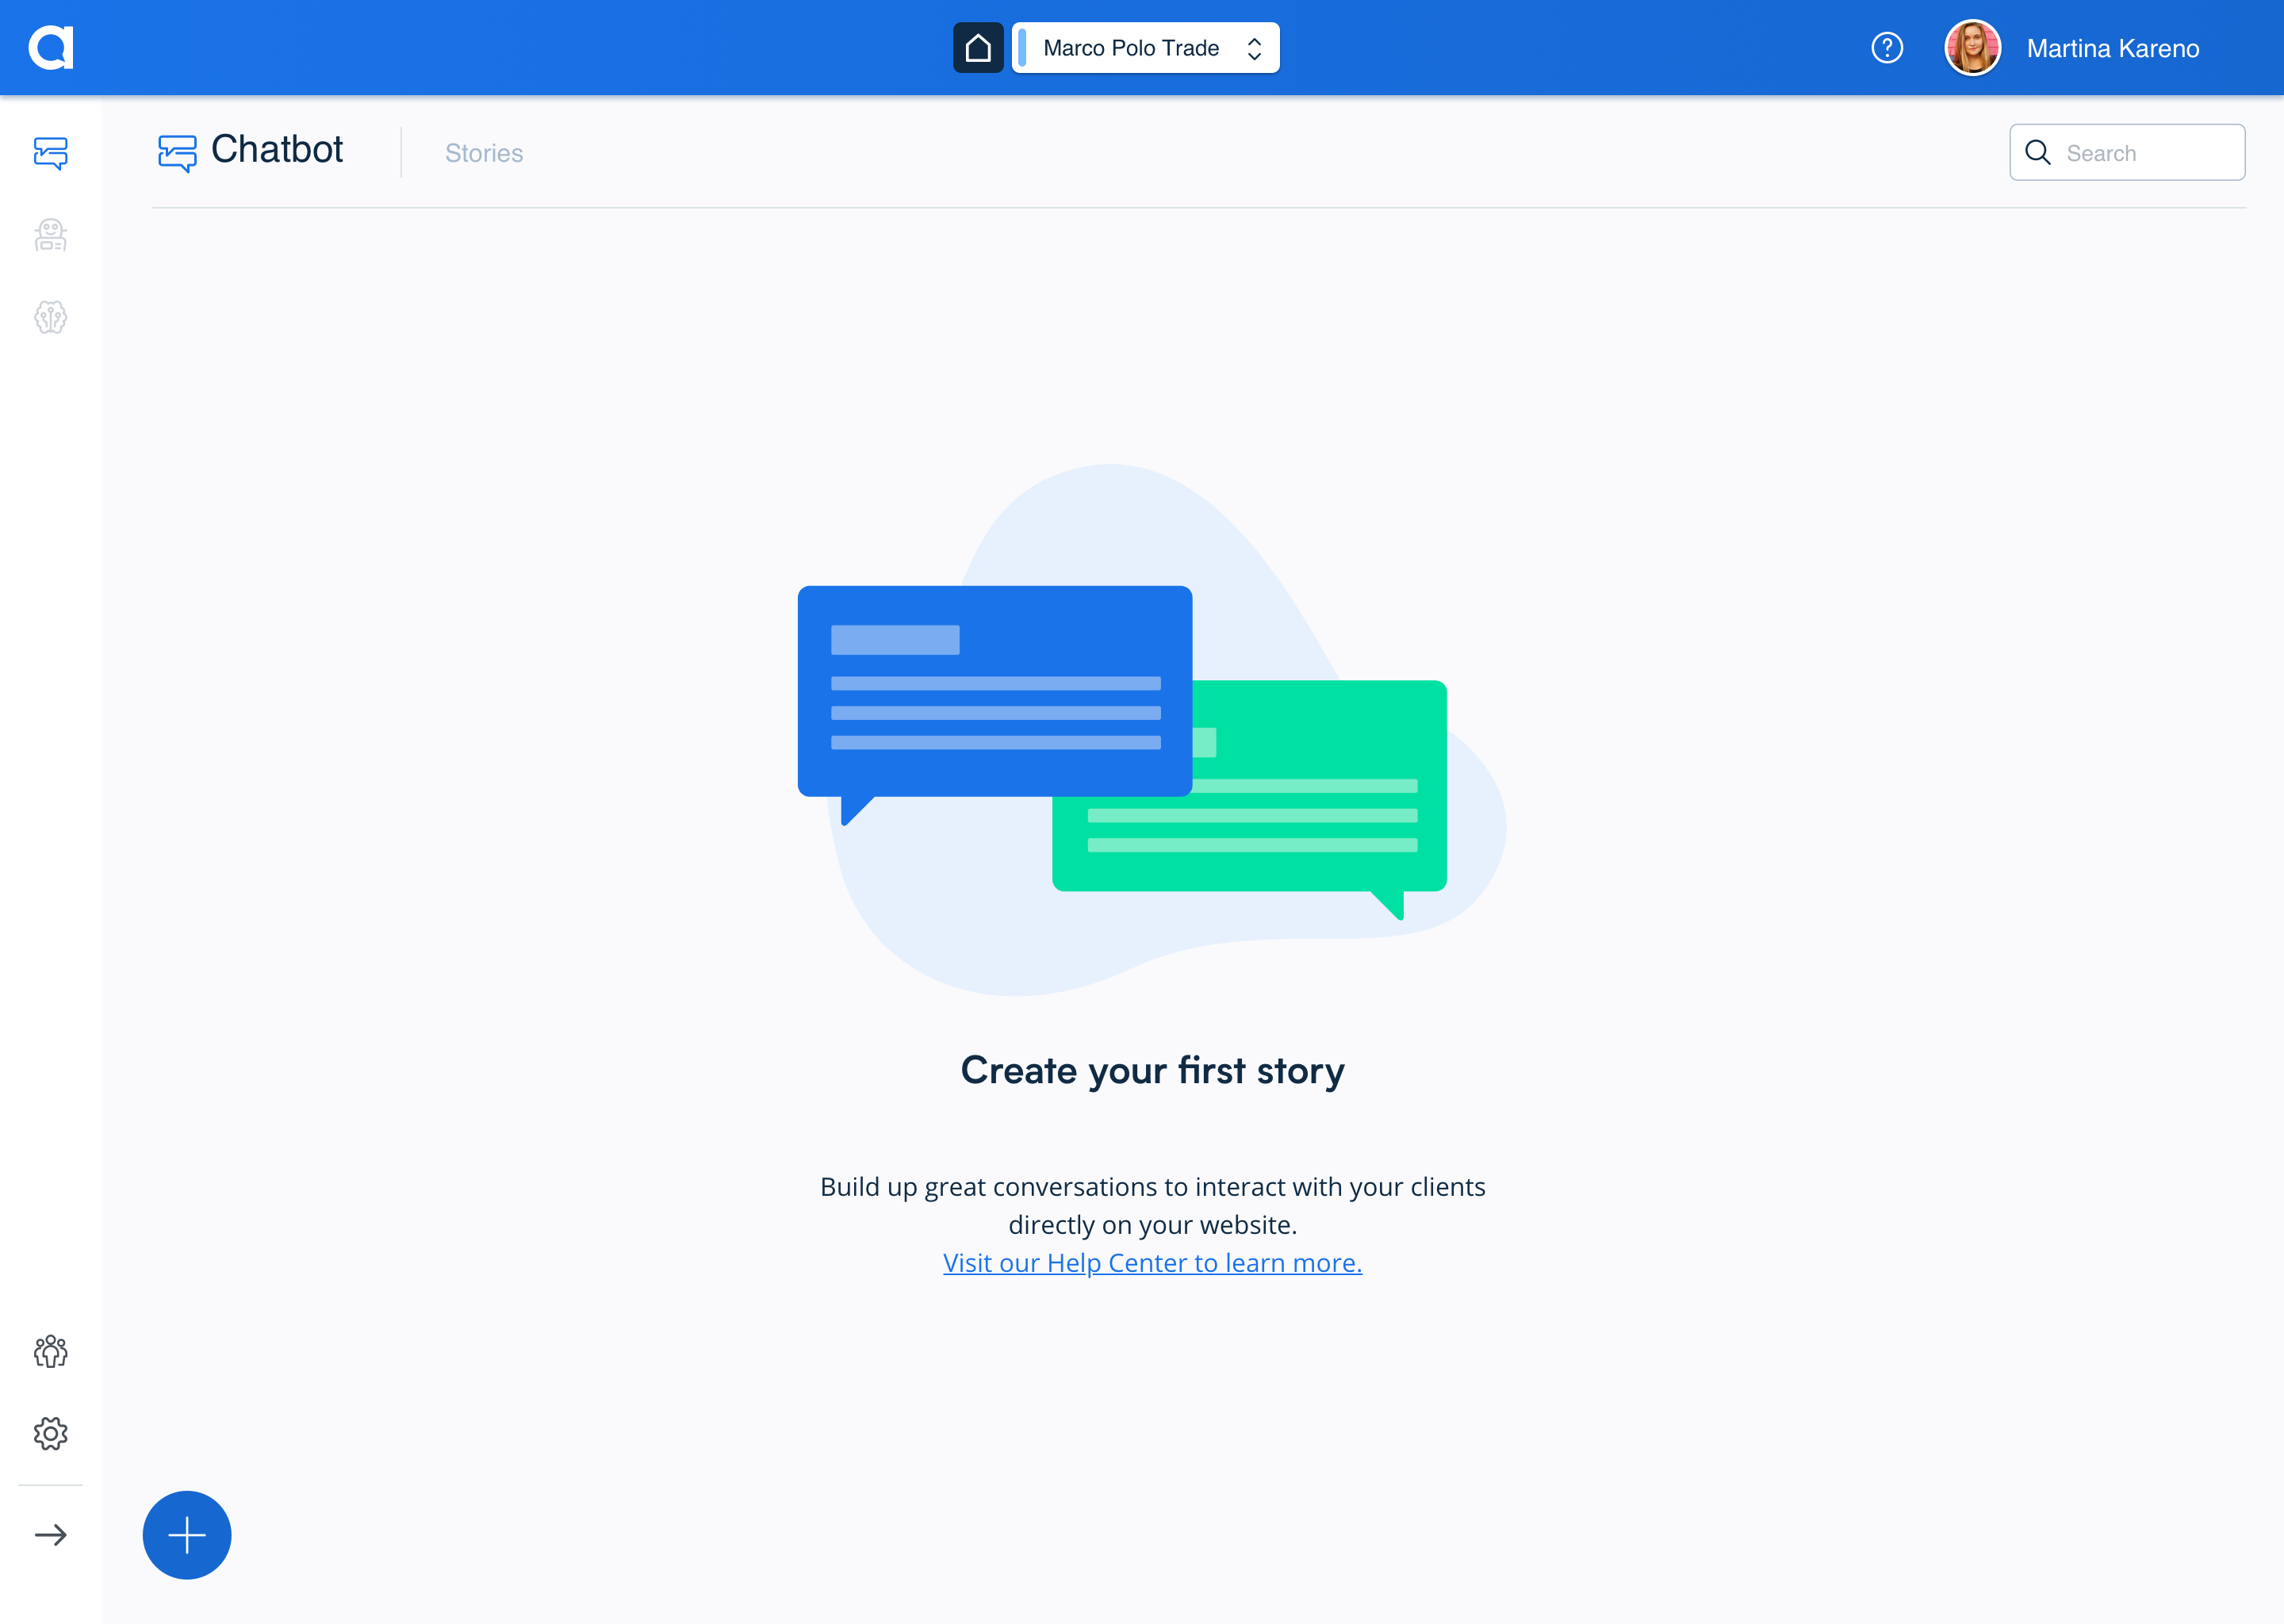 Marco Polo Trade
?
Martina Kareno
Chatbot
Stories
Search
Create your first story
Build up great conversations to interact with your clients
directly on your website.
Visit our Help Center to learn more.